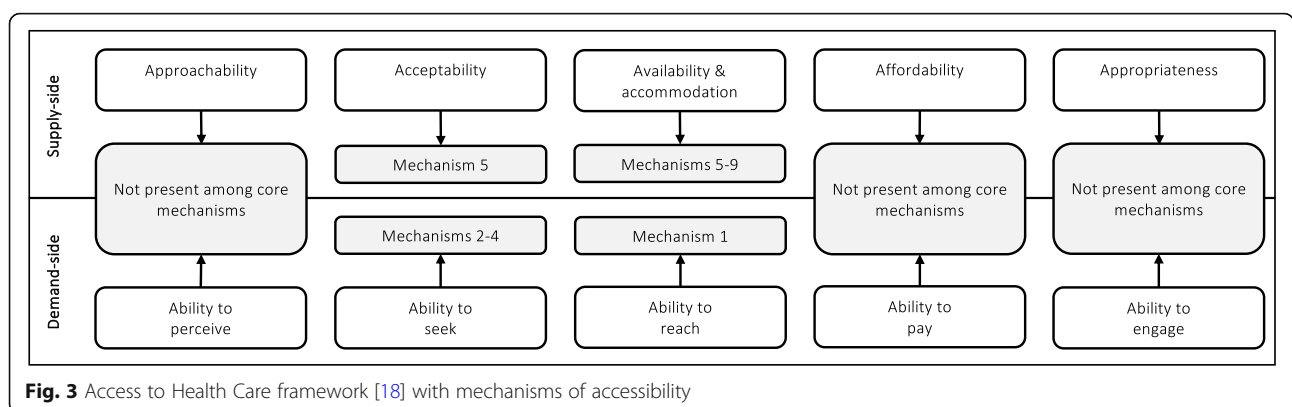 Supply-side
Approachability
Acceptability
Availability &
accommodation
Affordability
Appropriateness
Not present among core
mechanisms
Mechanism 5
Mechanisms 5-9
Not present among core
mechanisms
Not present among core
mechanisms
Demand-side
Mechanisms 2-4
Mechanism 1
Ability to
perceive
Ability to
seek
Ability to
reach
Ability to
pay
Ability to
engage
Fig. 3 Access to Health Care framework [18] with mechanisms of accessibility